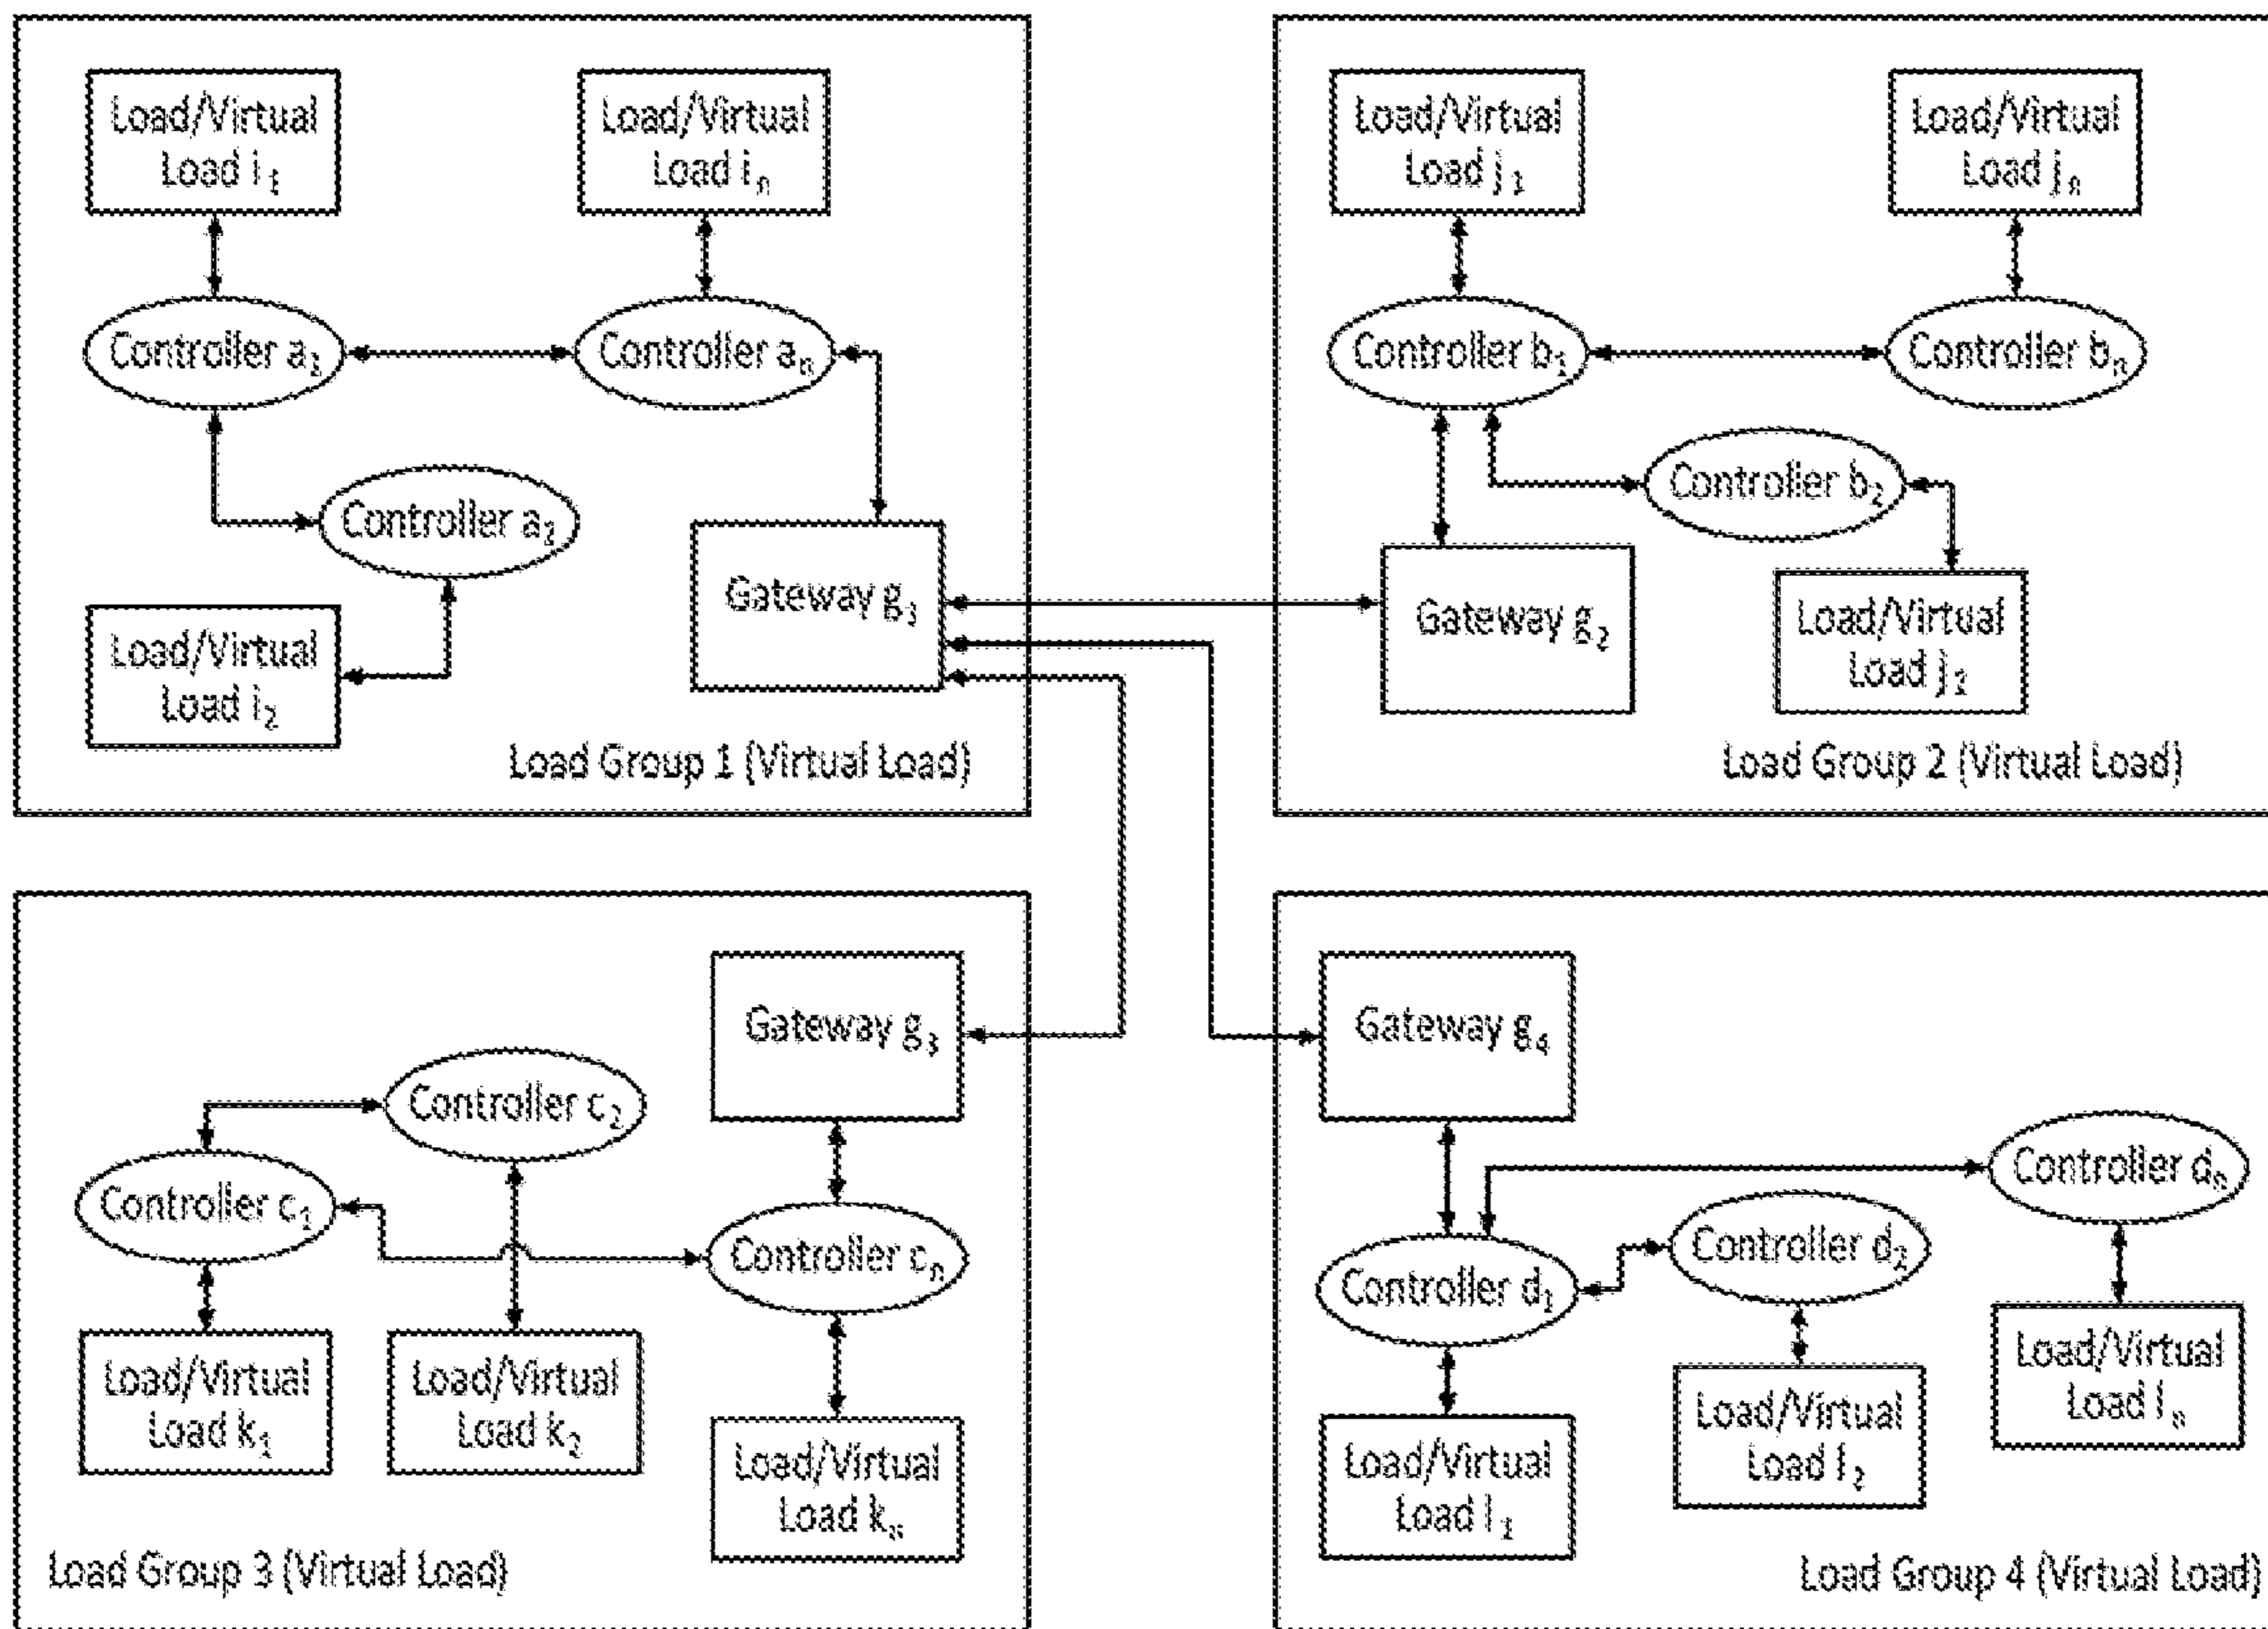 Load/Virtual
Load i₁
Load/Virtual
Load iₙ
Controller a₁
Controller aₙ
Controller a₂
Load/Virtual
Load i₂
Gateway g₃
Load Group 1 (Virtual Load)
Load/Virtual
Load j₁
Load/Virtual
Load jₙ
Controller b₁
Controller bₙ
Controller b₂
Gateway g₂
Load/Virtual
Load j₁
Load Group 2 (Virtual Load)
Gateway g₃
Controller c₂
Controller c₁
Controller cₙ
Load/Virtual
Load k₁
Load/Virtual
Load k₂
Load/Virtual
Load kₙ
Load Group 3 (Virtual Load)
Gateway g₄
Controller dₙ
Controller d₂
Controller d₁
Load/Virtual
Load l₁
Load/Virtual
Load l₂
Load/Virtual
Load lₙ
Load Group 4 (Virtual Load)